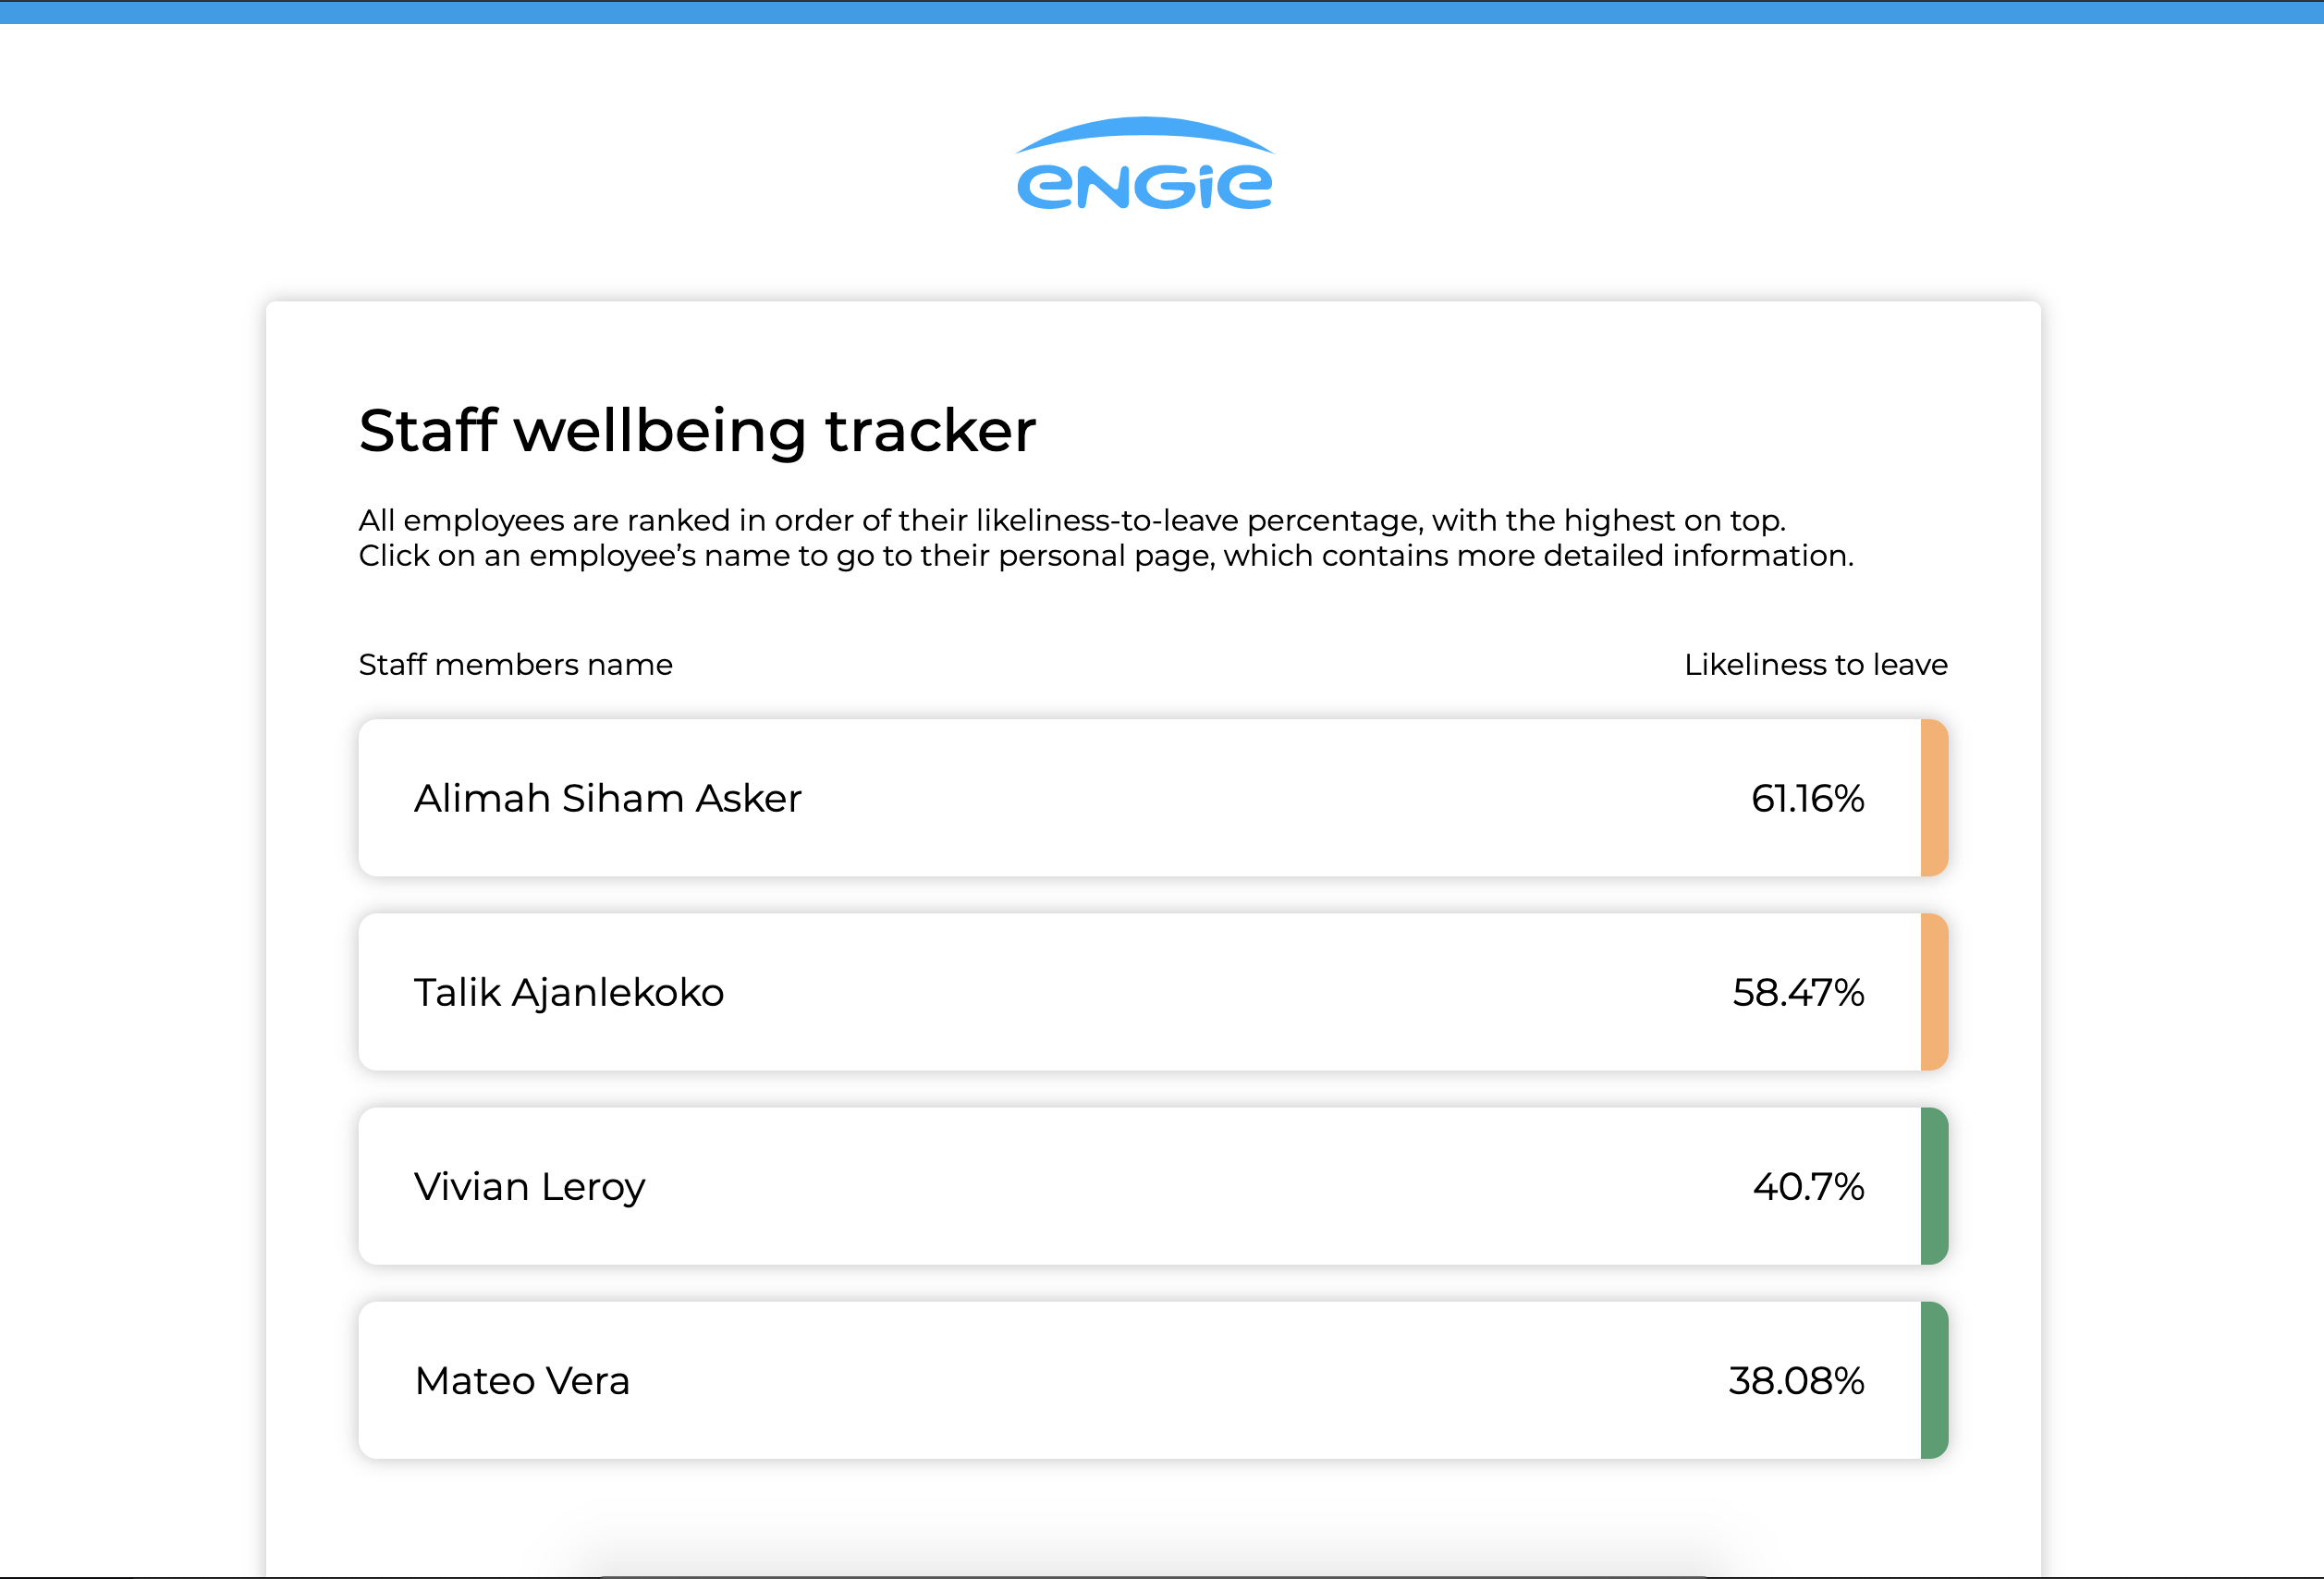 eNGie
Staff wellbeing tracker
All employees are ranked in order of their likeliness-to-leave percentage, with the highest on top.
Click on an employee’s name to go to their personal page, which contains more detailed information.
Staff members name Likeliness to leave
Alimah Siham Asker 61.16%
Talik Ajanlekoko 58.47%
Vivian Leroy 40.7%
Mateo Vera 38.08%